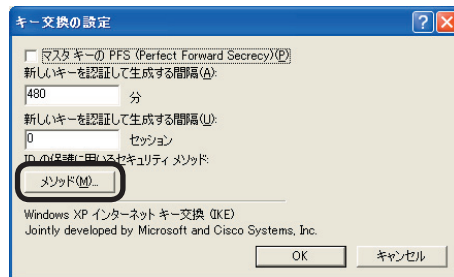 キー交換の設定
マスタ キーの PFS (Perfect Forward Secrecy)(P)
新しいキーを認証して生成する間隔(A):
480 分
新しいキーを認証して生成する間隔(U):
0 セッション
ID の保護に用いるセキュリティ メソッド:
メソッド(M)...
Windows XP インターネット キー交換 (IKE)
Jointly developed by Microsoft and Cisco Systems, Inc.
OK キャンセル